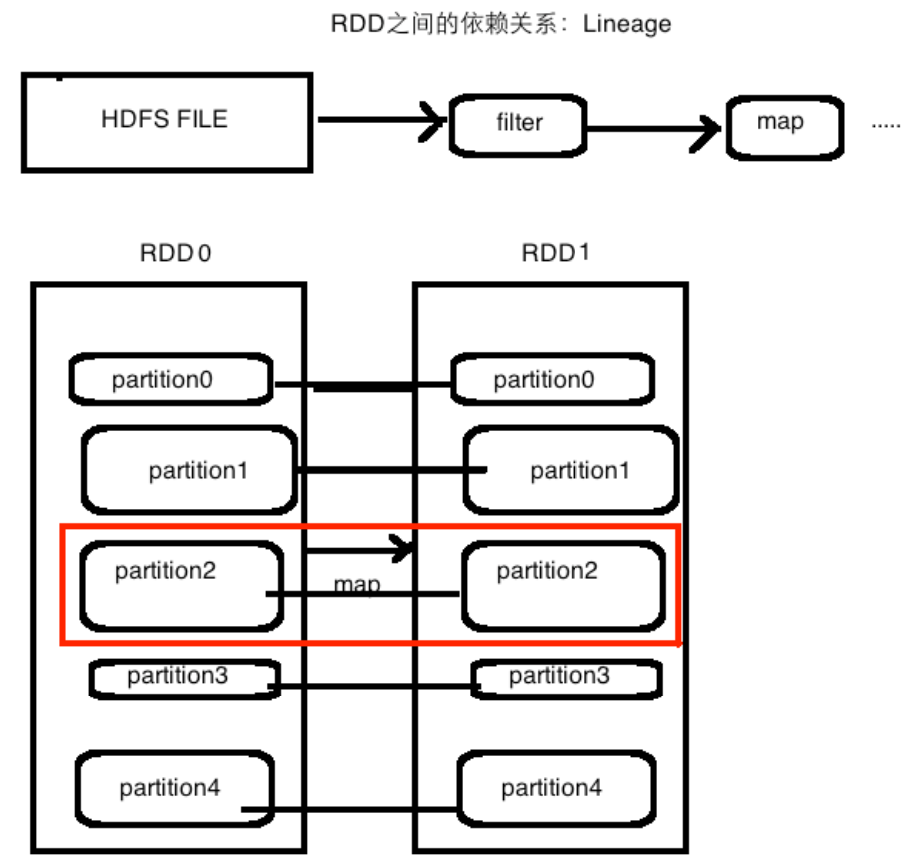 RDD之间的依赖关系：Lineage
HDFS FILE
filter
map
.....
RDD0
RDD1
partition0
partition0
partition1
partition1
partition2
map
partition2
partition3
partition3
partition4
partition4